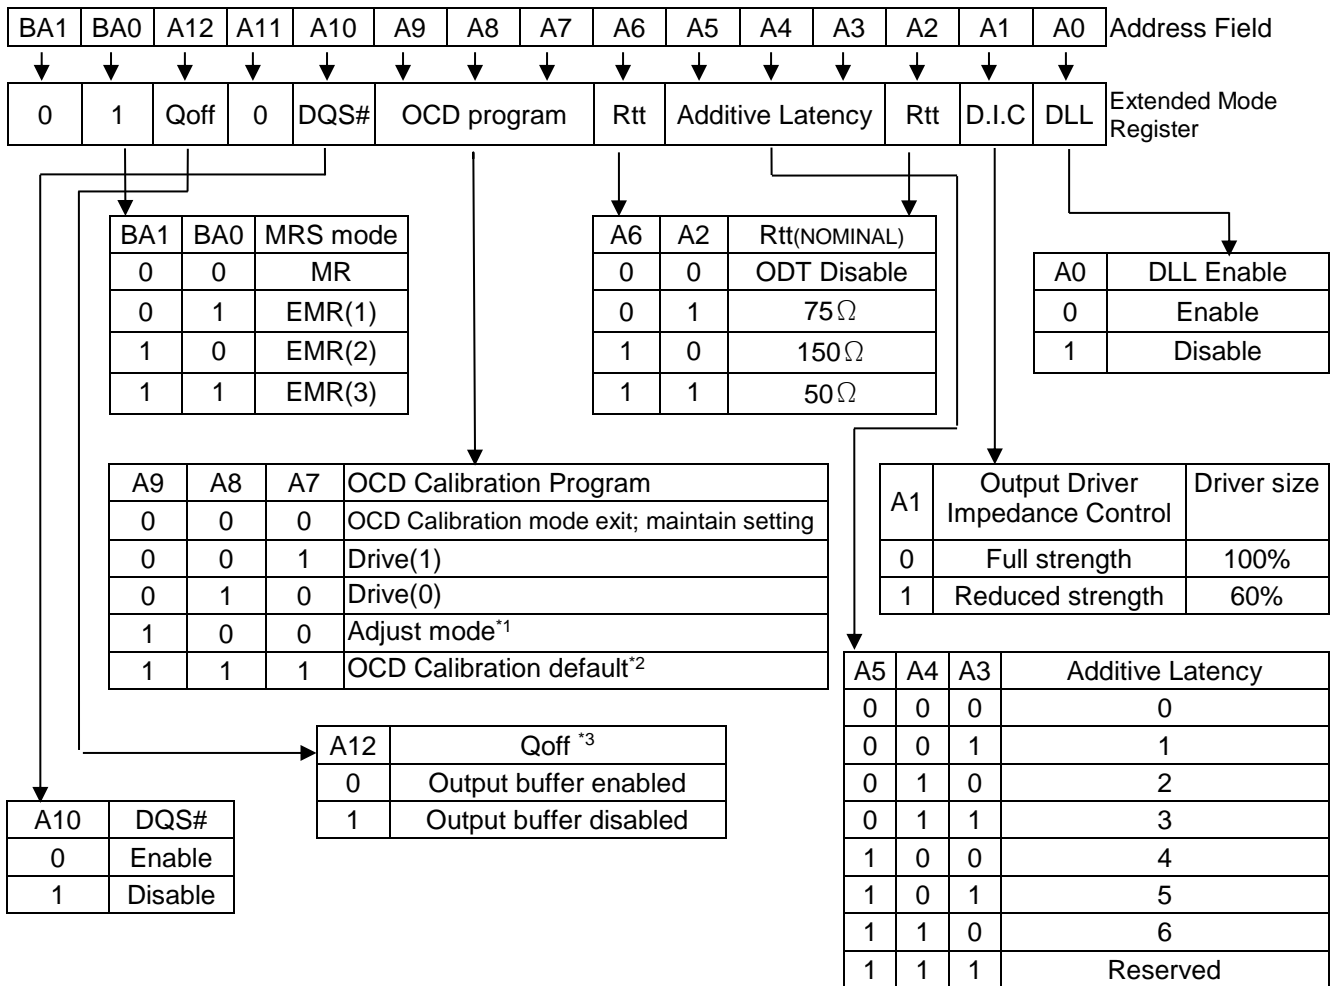 BA1 BA0 A12 A11 A10 A9 A8 A7 A6 A5 A4 A3 A2 A1 A0 Address Field
0 1 Qoff 0 DQS# OCD program Rtt Additive Latency Rtt D.I.C DLL Extended Mode Register
BA1 BA0 MRS mode
0 0 MR
0 1 EMR(1)
1 0 EMR(2)
1 1 EMR(3)
A6 A2 Rtt(NOMINAL)
0 0 ODT Disable
0 1 75Ω
1 0 150Ω
1 1 50Ω
A0 DLL Enable
0 Enable
1 Disable
A9 A8 A7 OCD Calibration Program
0 0 0 OCD Calibration mode exit; maintain setting
0 0 1 Drive(1)
0 1 0 Drive(0)
1 0 0 Adjust mode*1
1 1 1 OCD Calibration default*2
A1 Output Driver Impedance Control Driver size
0 Full strength 100%
1 Reduced strength 60%
A12 Qoff *3
0 Output buffer enabled
1 Output buffer disabled
A10 DQS#
0 Enable
1 Disable
A5 A4 A3 Additive Latency
0 0 0 0
0 0 1 1
0 1 0 2
0 1 1 3
1 0 0 4
1 0 1 5
1 1 0 6
1 1 1 Reserved